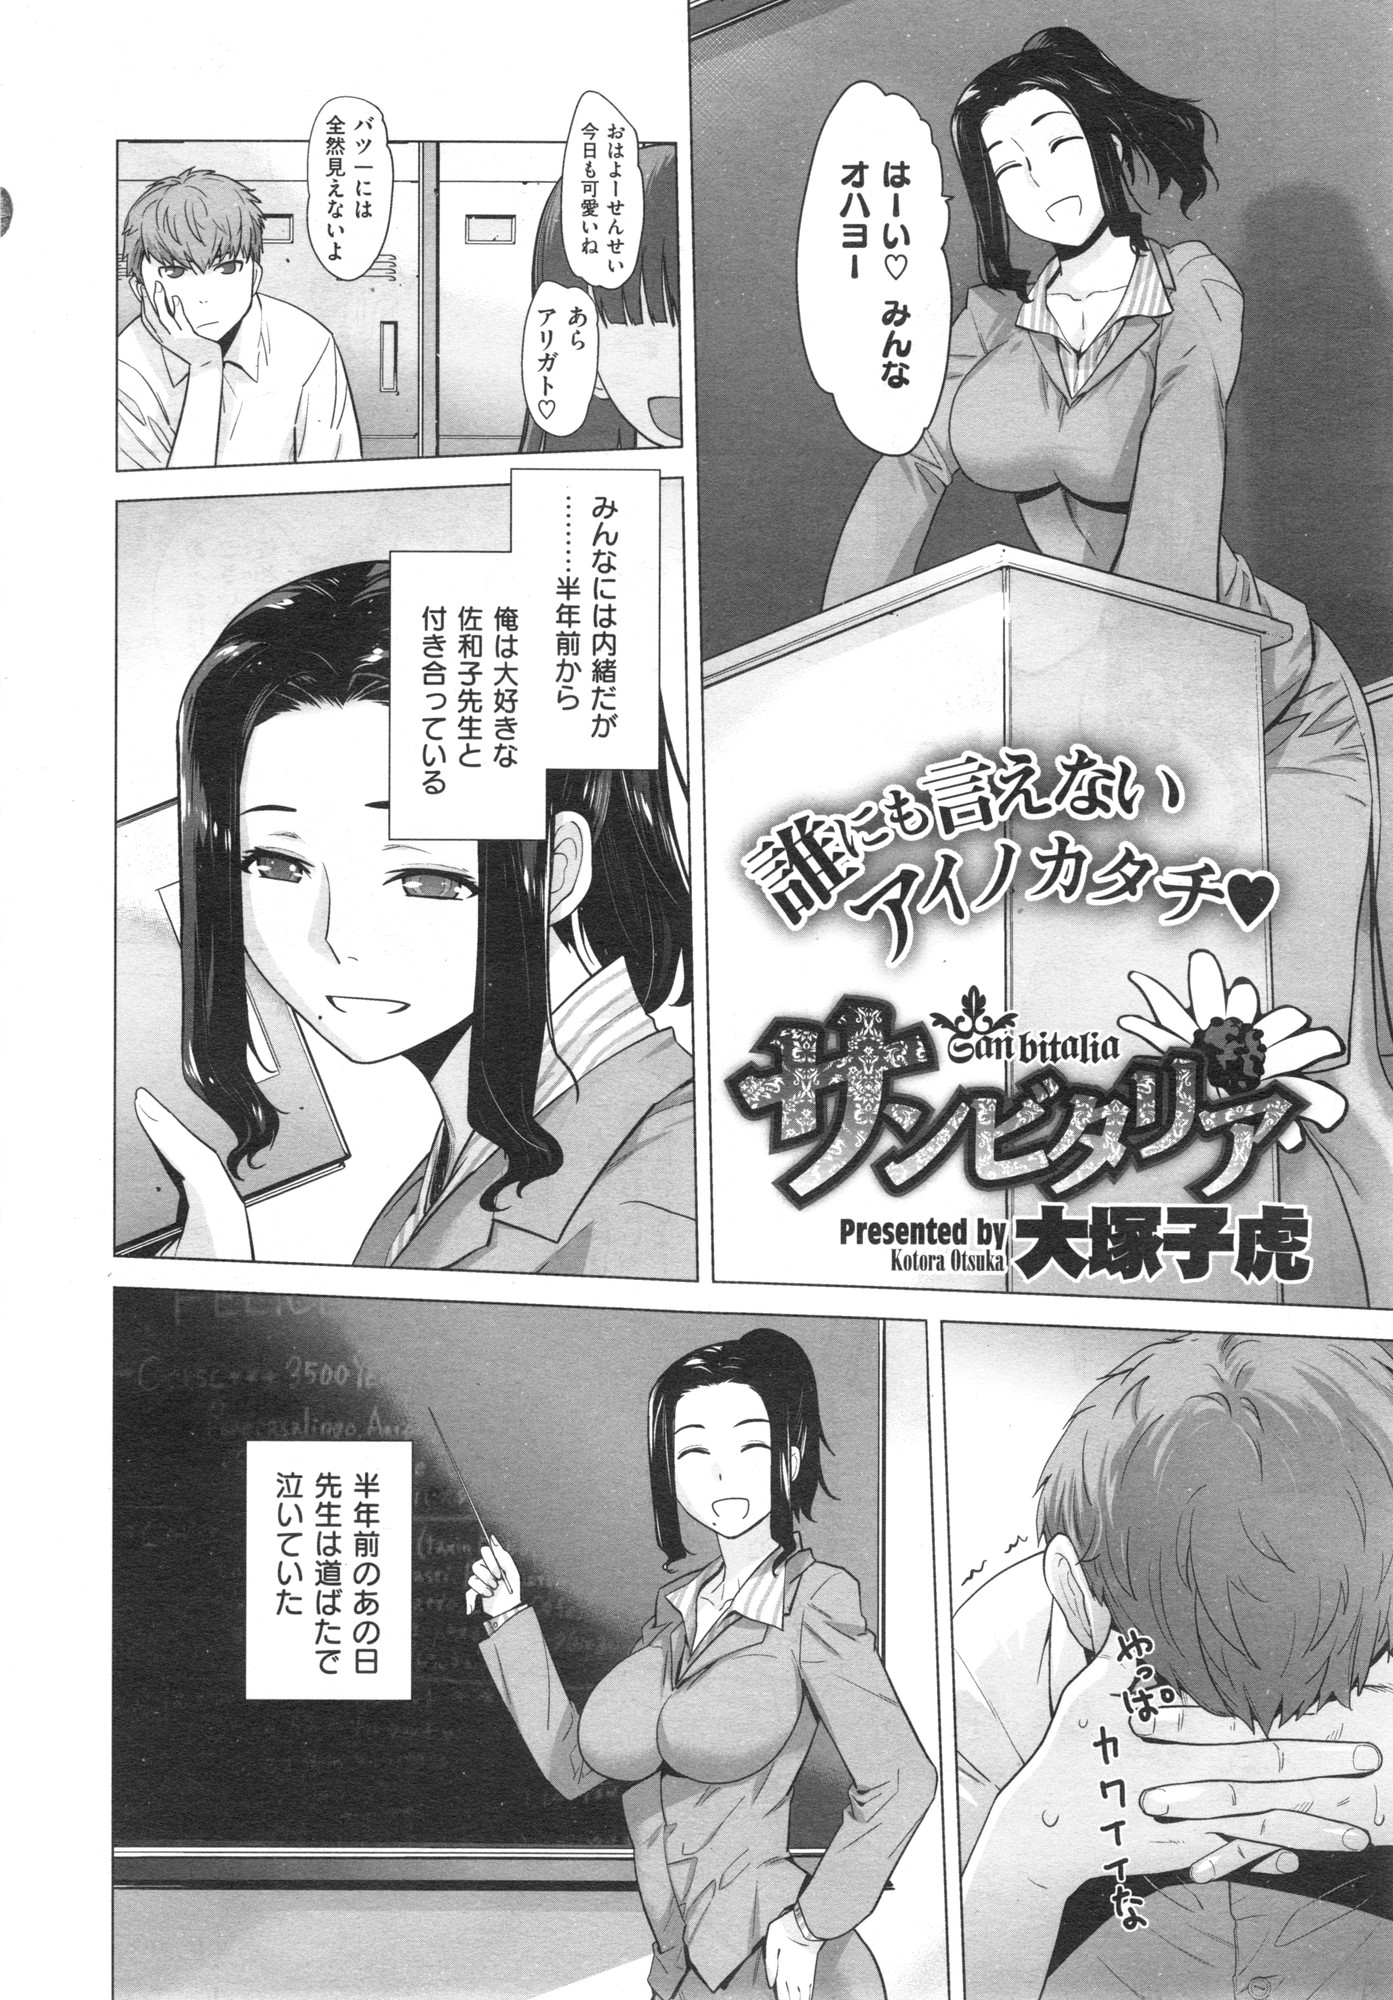 はーい♡ みんな
オハヨー
誰にも言えない
アイノカタチ♥
San bitalia
サンビタリア
Presented by
Kotora Otsuka
大塚子虎
おはよーせんせい
今日も可愛いね
あら
アリガト♡
バツ一には
全然見えないよ
みんなには内緒だが
………半年前から
俺は大好きな
佐和子先生と
付き合っている
やっぱ。
カワイイな
3500
半年前のあの日
先生は道ばたで
泣いていた